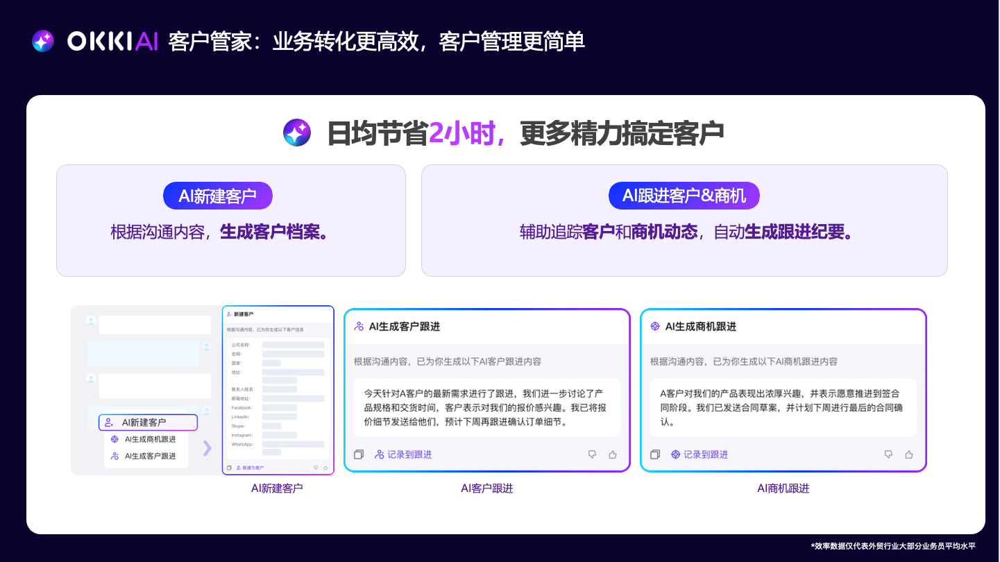 OKKIAI 客户管家：业务转化更高效，客户管理更简单
日均节省2小时，更多精力搞定客户
AI新建客户
根据沟通内容，生成客户档案。
AI跟进客户&商机
辅助追踪客户和商机动态，自动生成跟进纪要。
AI新建客户
AI生成商机跟进
AI生成客户跟进
新建客户
根据沟通内容，已为你生成以下客户信息
公司名称：
官网：
国家：
地址：
联系人姓名：
邮箱地址：
Facebook：
LinkedIn：
Skype：
Instagram：
WhatsApp：
新建为客户
AI新建客户
AI生成客户跟进
根据沟通内容，已为你生成以下AI客户跟进内容
今天针对A客户的最新需求进行了跟进，我们进一步讨论了产
品规格和交货时间，客户表示对我们的报价感兴趣。我已将报
价细节发送给他们，预计下周再跟进确认订单细节。
记录到跟进
AI客户跟进
AI生成商机跟进
根据沟通内容，已为你生成以下AI商机跟进内容
A客户对我们的产品表现出浓厚兴趣，并表示愿意推进到签合
同阶段。我们已发送合同草案，并计划下周进行最后的合同确
认。
记录到跟进
AI商机跟进
*效率数据仅代表外贸行业大部分业务员平均水平